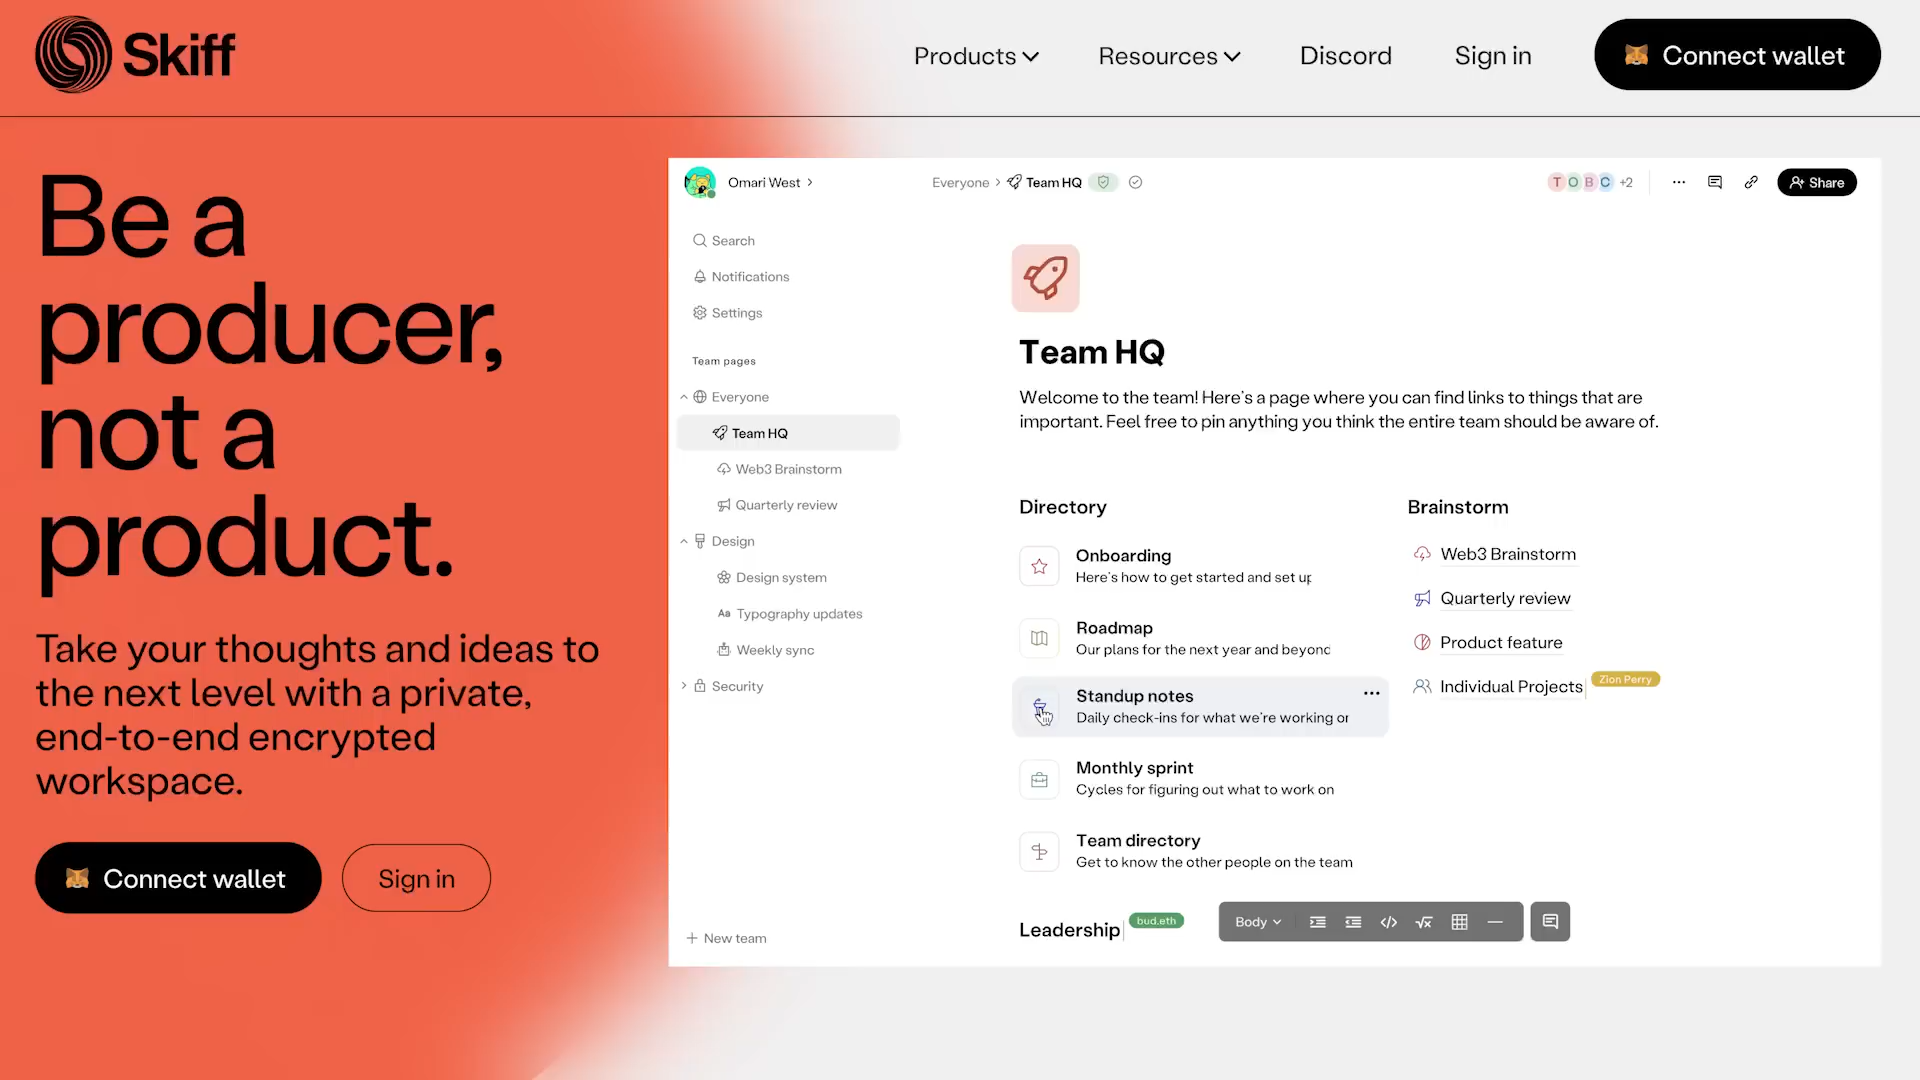 Skiff
Products
Resources
Discord
Sign in
Connect wallet
Be a
producer,
not a
product.
Take your thoughts and ideas to
the next level with a private,
end-to-end encrypted
workspace.
Connect wallet
Sign in
Omari West
Search
Notifications
Settings
Team pages
Everyone
Team HQ
Web3 Brainstorm
Quarterly review
Design
Design system
Aa Typography updates
Weekly sync
Security
New team
Everyone > Team HQ
T O B C +2
Share
Team HQ
Welcome to the team! Here's a page where you can find links to things that are
important. Feel free to pin anything you think the entire team should be aware of.
Directory
Onboarding
Here's how to get started and set up
Roadmap
Our plans for the next year and beyond
Standup notes
Daily check-ins for what we're working on
Monthly sprint
Cycles for figuring out what to work on
Team directory
Get to know the other people on the team
Leadership
bud.eth
Brainstorm
Web3 Brainstorm
Quarterly review
Product feature
Individual Projects
Zion Perry
Body